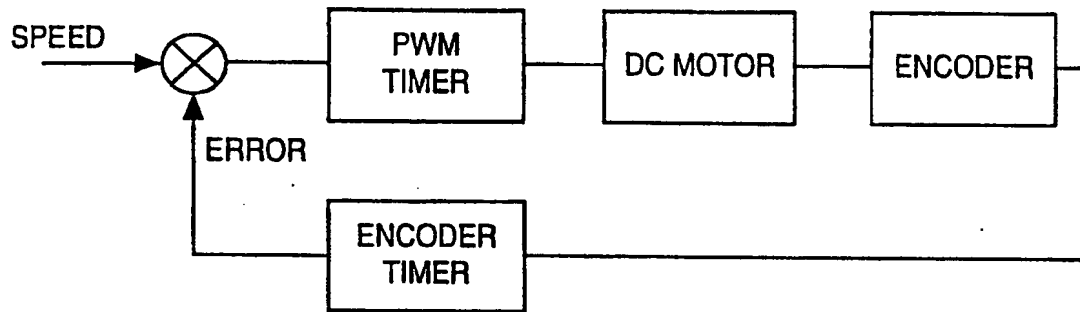 SPEED
PWM
TIMER
DC MOTOR
ENCODER
ERROR
ENCODER
TIMER